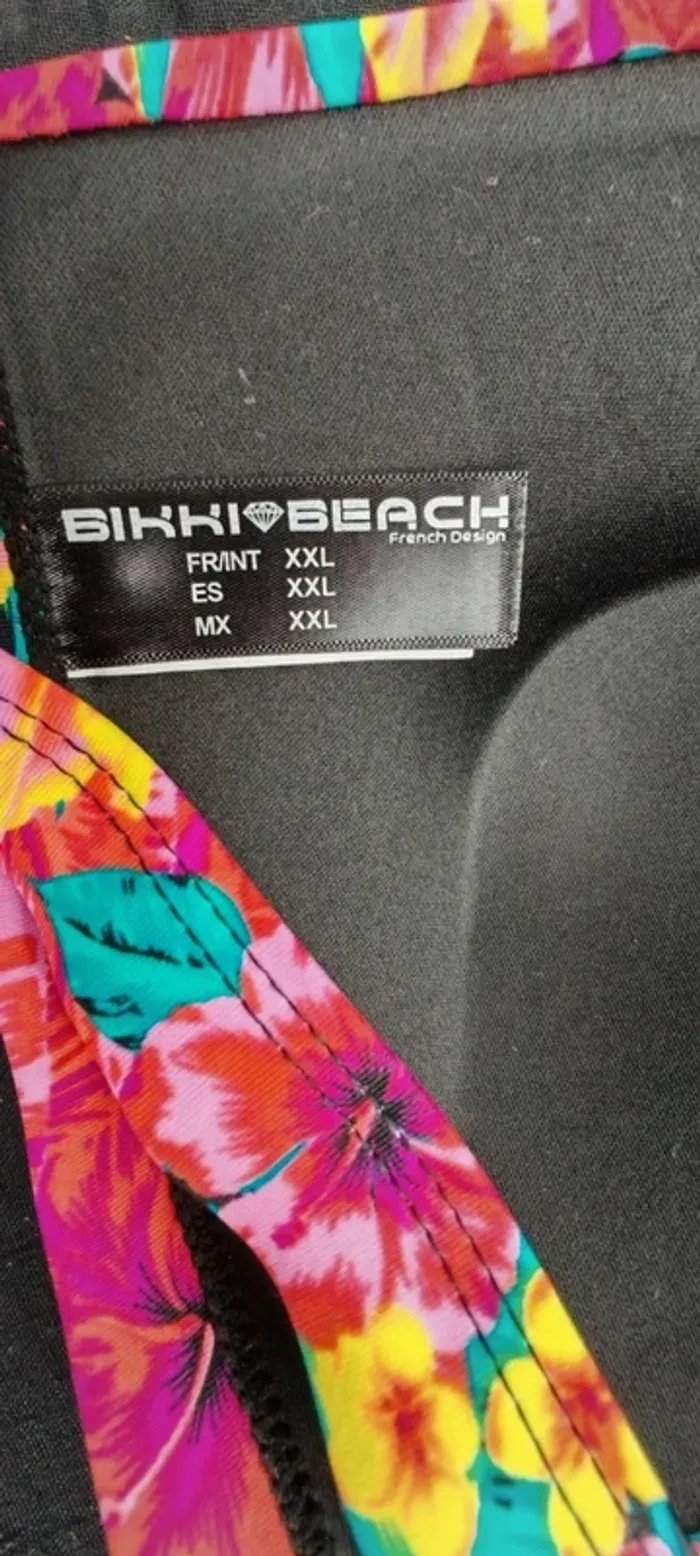 BIKKI BEACH
French Design
FR/INT XXL
ES XXL
MX XXL